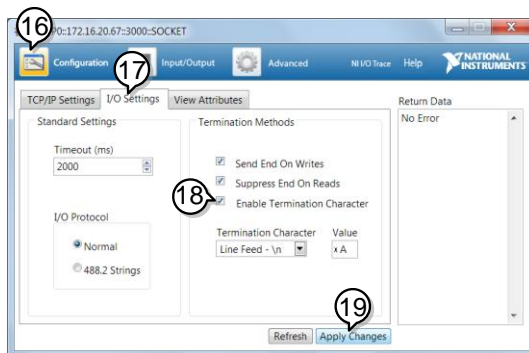 16
P0::172.16.20.67::3000::SOCKET
Configuration
17
Input/Output
Advanced
NI I/O Trace
Help
NATIONAL INSTRUMENTS
TCP/IP Settings
I/O Settings
View Attributes
Return Data
Standard Settings
Termination Methods
No Error
Timeout (ms)
2000
Send End On Writes
Suppress End On Reads
18
Enable Termination Character
I/O Protocol
Normal
488.2 Strings
Termination Character
Value
Line Feed - \n
x A
19
Refresh
Apply Changes